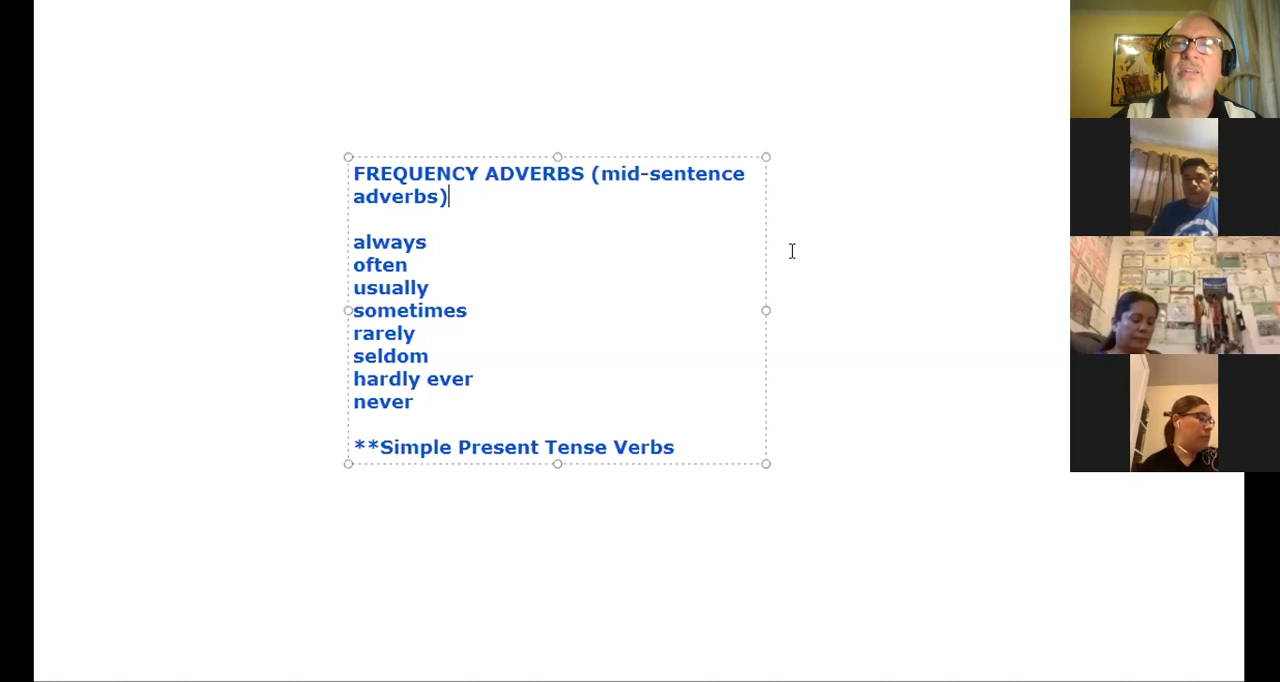 FREQUENCY ADVERBS (mid-sentence
adverbs)
always
often
usually
sometimes
rarely
seldom
hardly ever
never
**Simple Present Tense Verbs